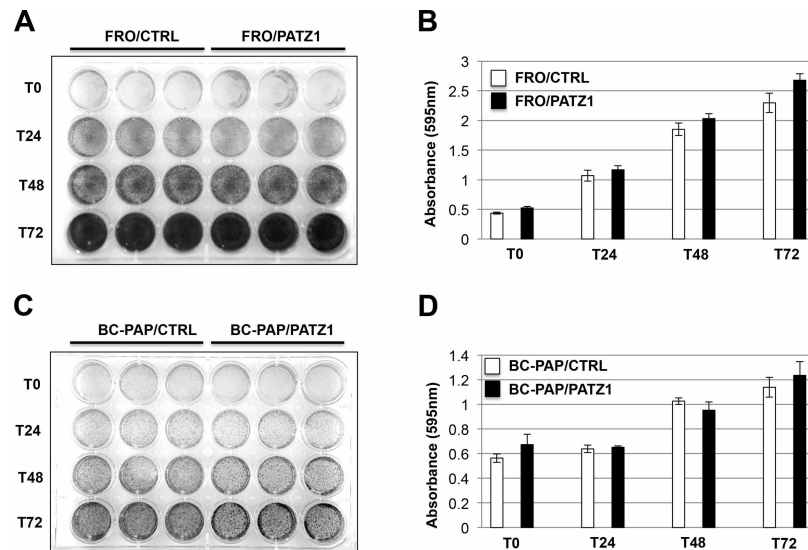 A
FRO/CTRL FRO/PATZ1
T0
T24
T48
T72
B
Absorbance (595nm)
3
2.5
2
1.5
1
0.5
0
FRO/CTRL
FRO/PATZ1
T0 T24 T48 T72
C
BC-PAP/CTRL BC-PAP/PATZ1
T0
T24
T48
T72
D
Absorbance (595nm)
1.4
1.2
1
0.8
0.6
0.4
0.2
0
BC-PAP/CTRL
BC-PAP/PATZ1
T0 T24 T48 T72